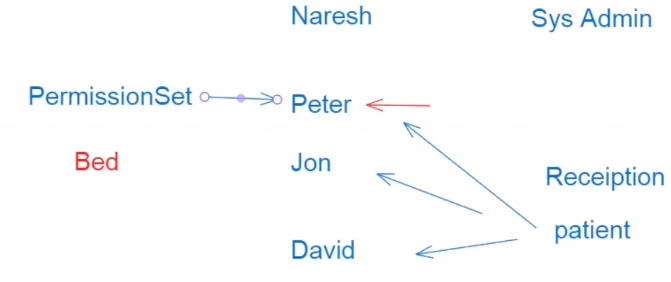 Naresh Sys Admin
PermissionSet Peter
Bed Jon
Receiption
patient
David